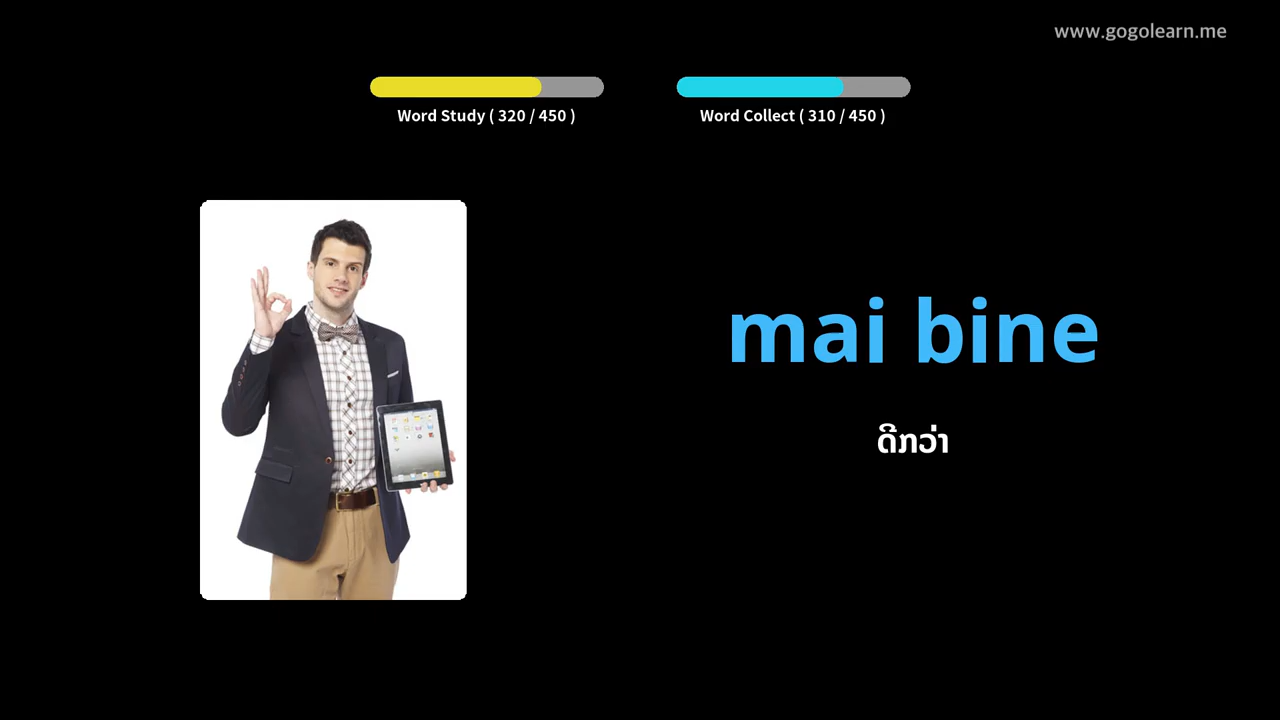 www.gogolearn.me
Word Study ( 320 / 450 )
Word Collect ( 310 / 450 )
mai bine
ດີກວ່າ